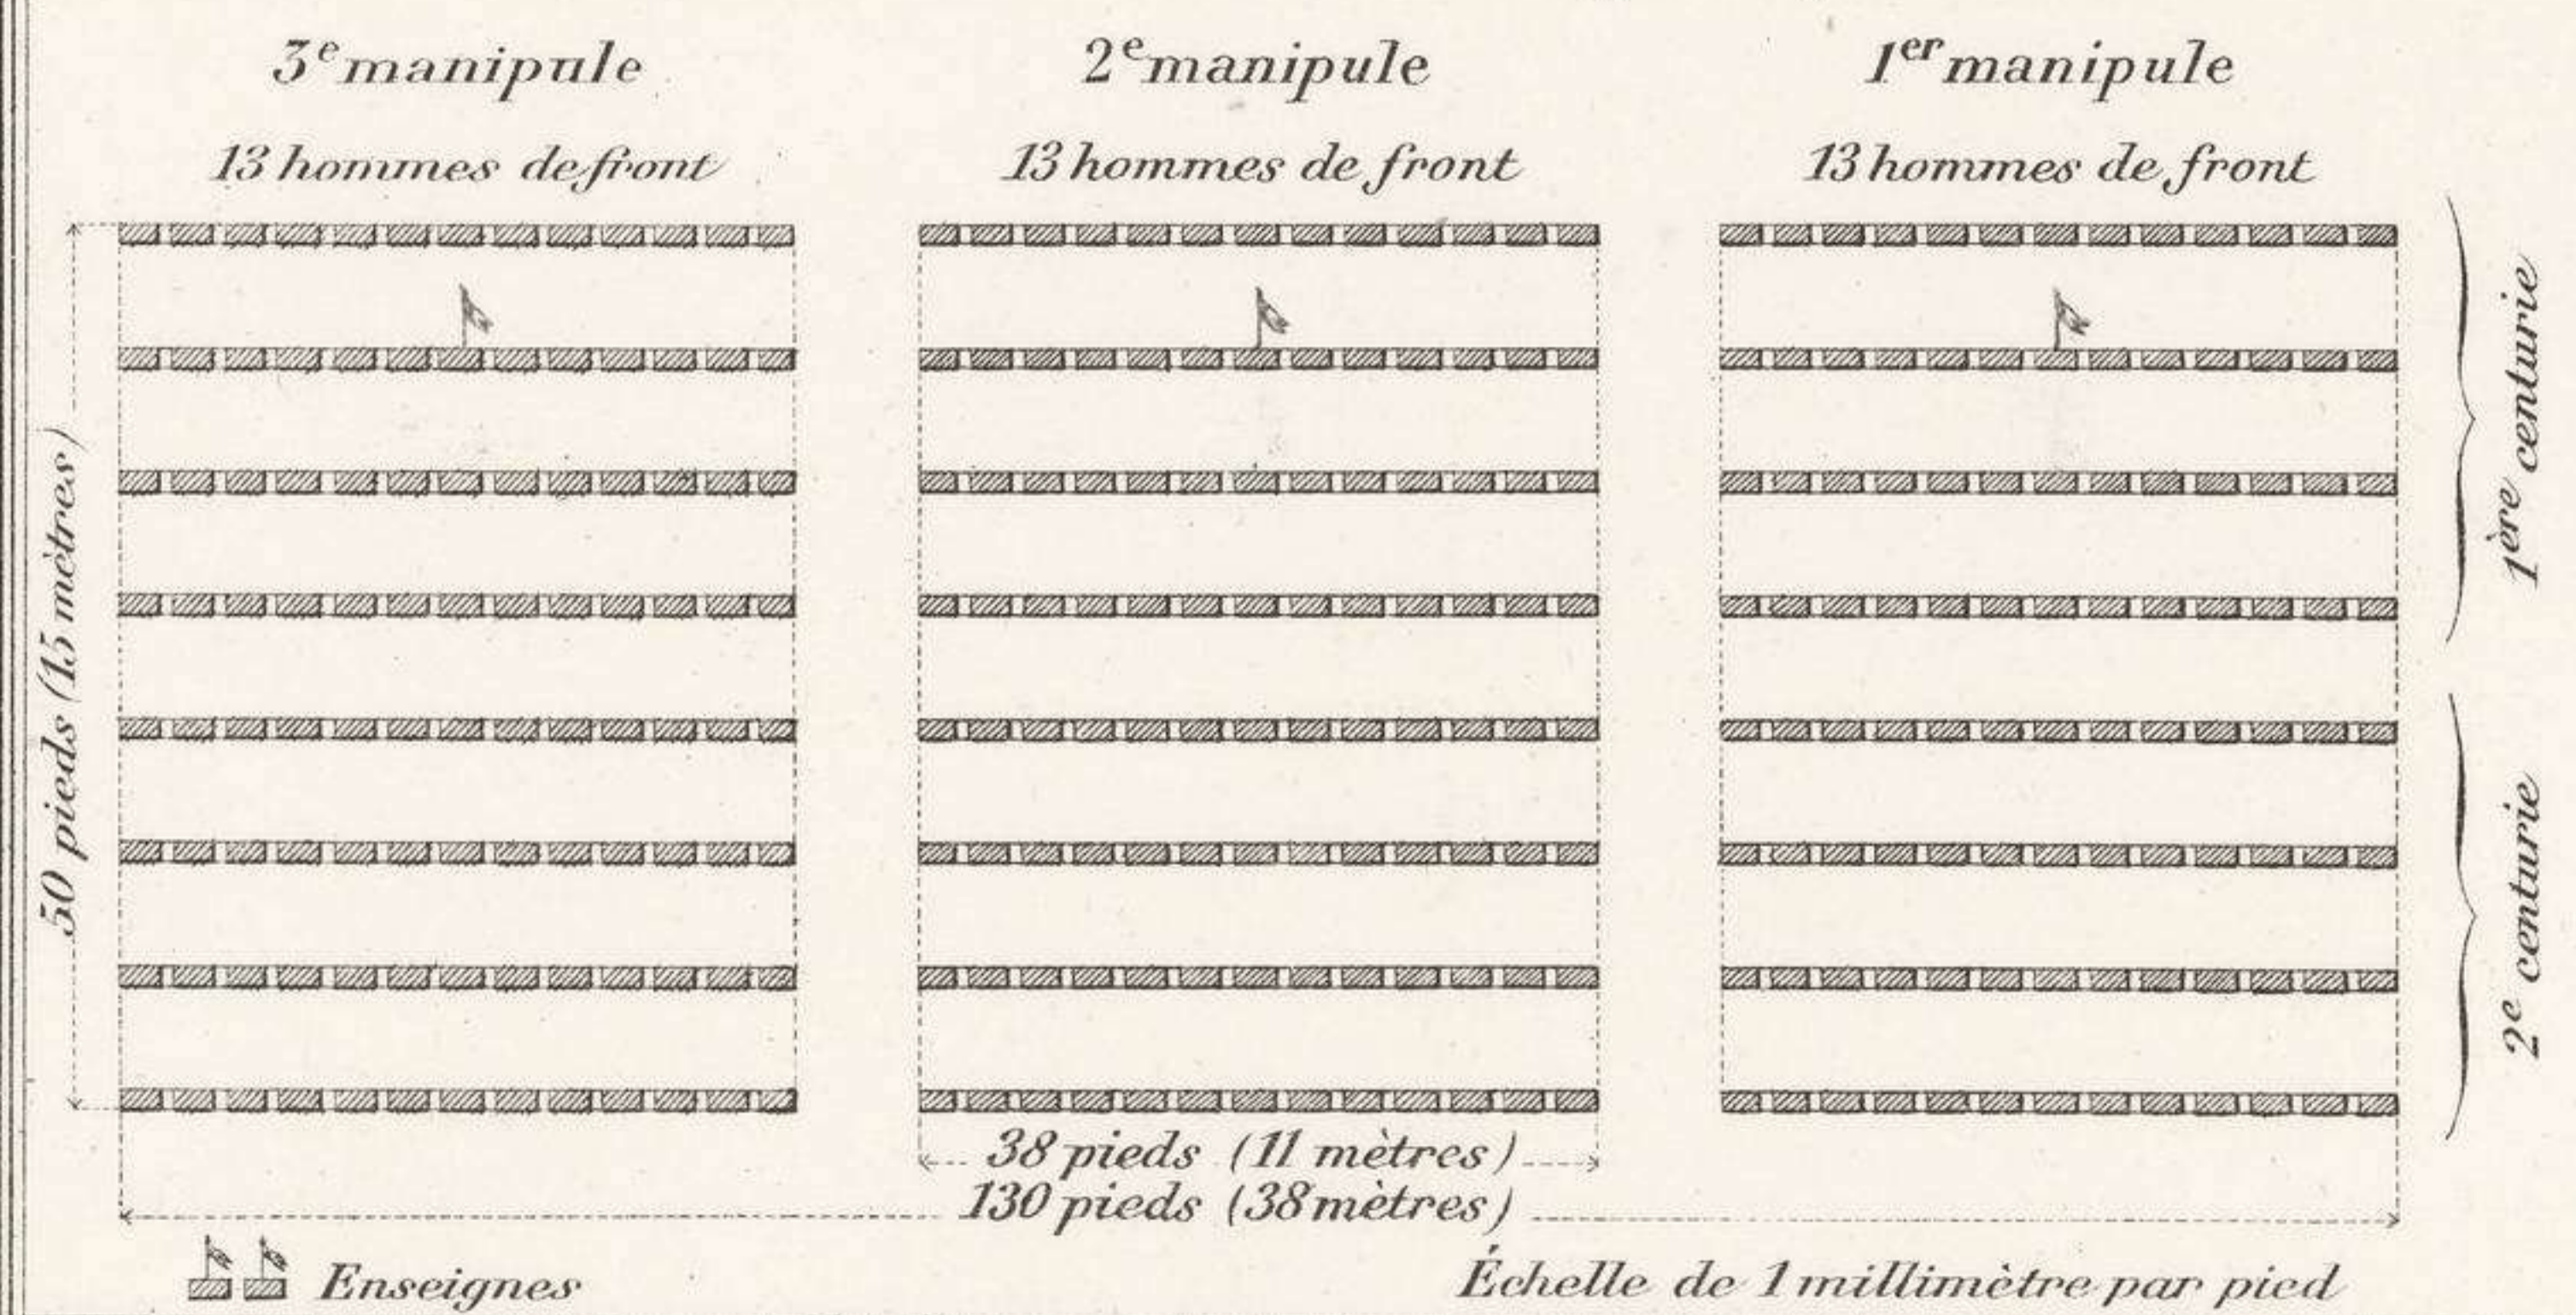 3e manipule
2e manipule
1er manipule
13 hommes de front
13 hommes de front
13 hommes de front
50 pieds (15 mètres)
1ère centurie
2e centurie
38 pieds (11 mètres)
130 pieds (38 mètres)
Enseignes
Échelle de 1 millimètre par pied